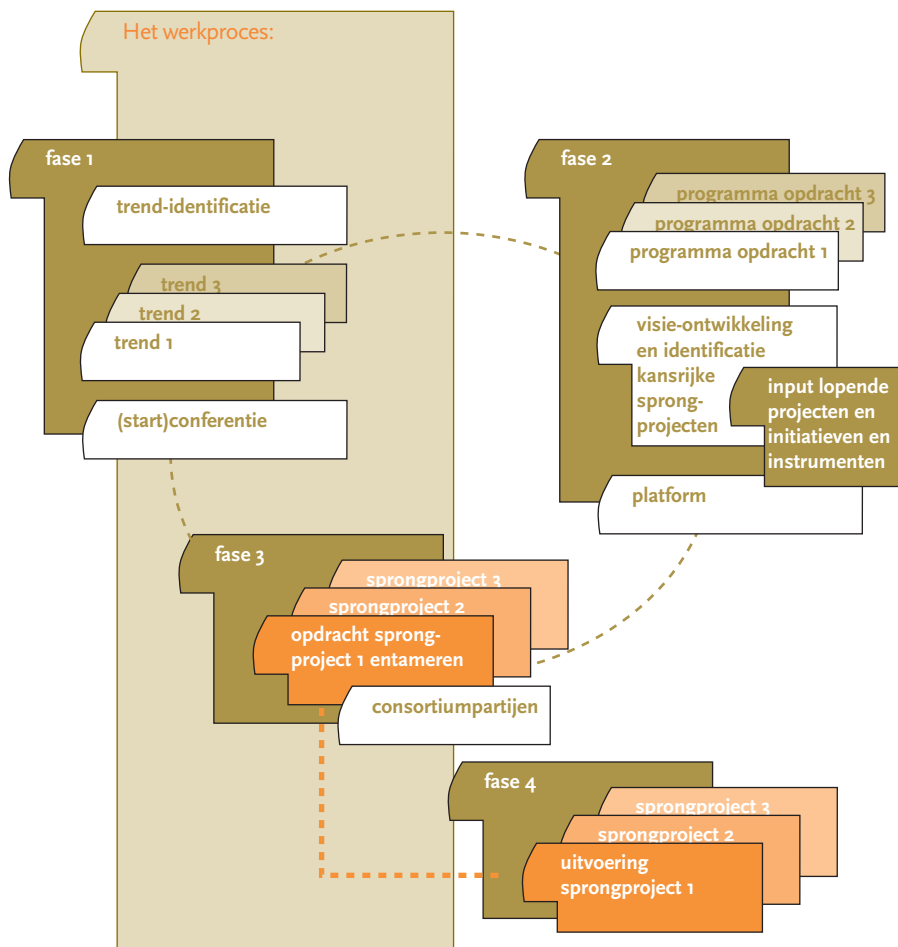 Het werkproces:
fase 1
trend-identificatie
trend 3
trend 2
trend 1
(start)conferentie
fase 2
programma opdracht 3
programma opdracht 2
programma opdracht 1
visie-ontwikkeling
en identificatie
kansrijke
sprong-
projecten
input lopende
projecten en
initiatieven en
instrumenten
platform
fase 3
sprongproject 3
sprongproject 2
opdracht sprong-
project 1 entameren
consortiumpartijen
fase 4
sprongproject 3
sprongproject 2
uitvoering
sprongproject 1